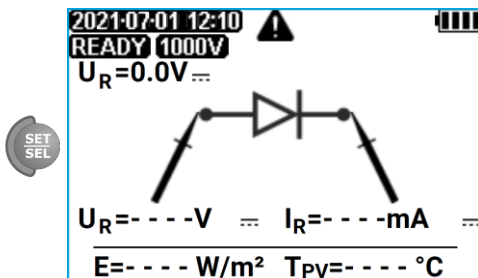 2021-07-01 12:10
READY 1000V
U_R=0.0V
SET
SEL
U_R=- - - -V I_R=- - - -mA
E=- - - - W/m² T_PV=- - - - °C